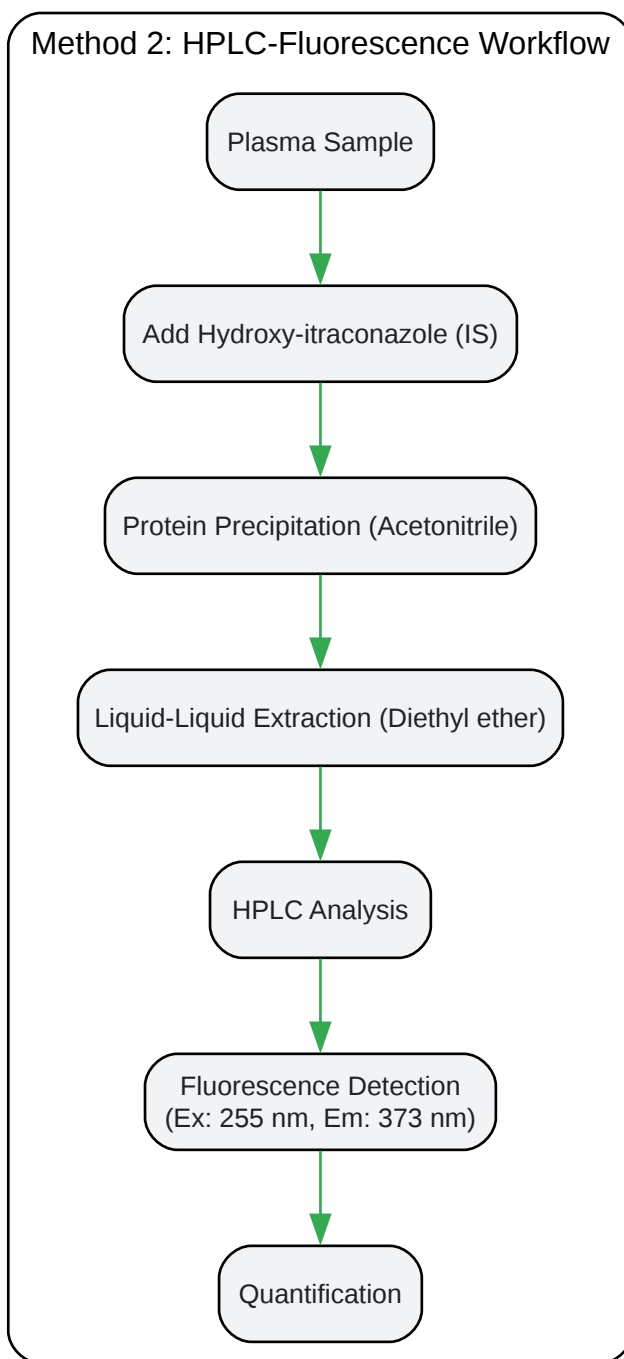 Method 2: HPLC-Fluorescence Workflow
Plasma Sample
Add Hydroxy-itraconazole (IS)
Protein Precipitation (Acetonitrile)
Liquid-Liquid Extraction (Diethyl ether)
HPLC Analysis
Fluorescence Detection
(Ex: 255 nm, Em: 373 nm)
Quantification